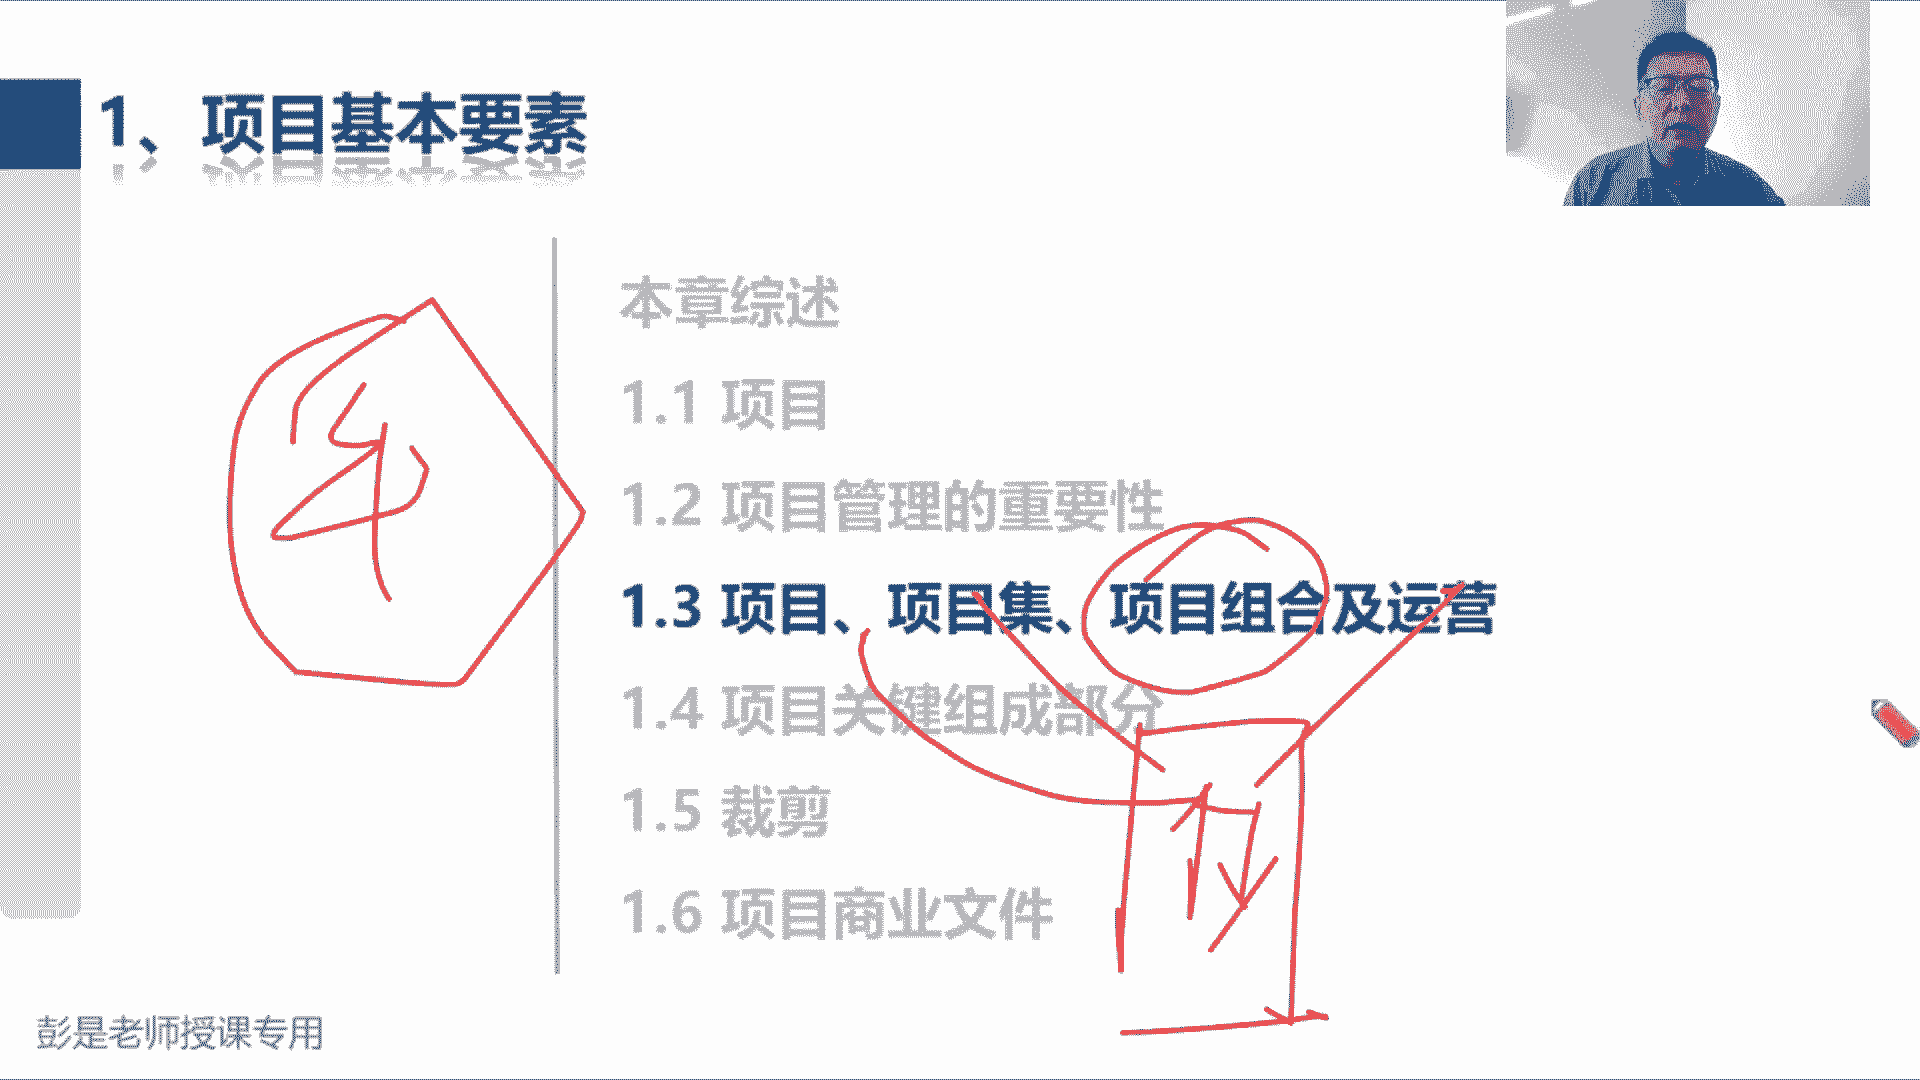 1、项目基本要素
本章综述
1.1 项目
1.2 项目管理的重要性
1.3 项目、项目集、项目组合及运营
1.4 项目关键组成部分
1.5 裁剪
1.6 项目商业文件
彭是老师授课专用